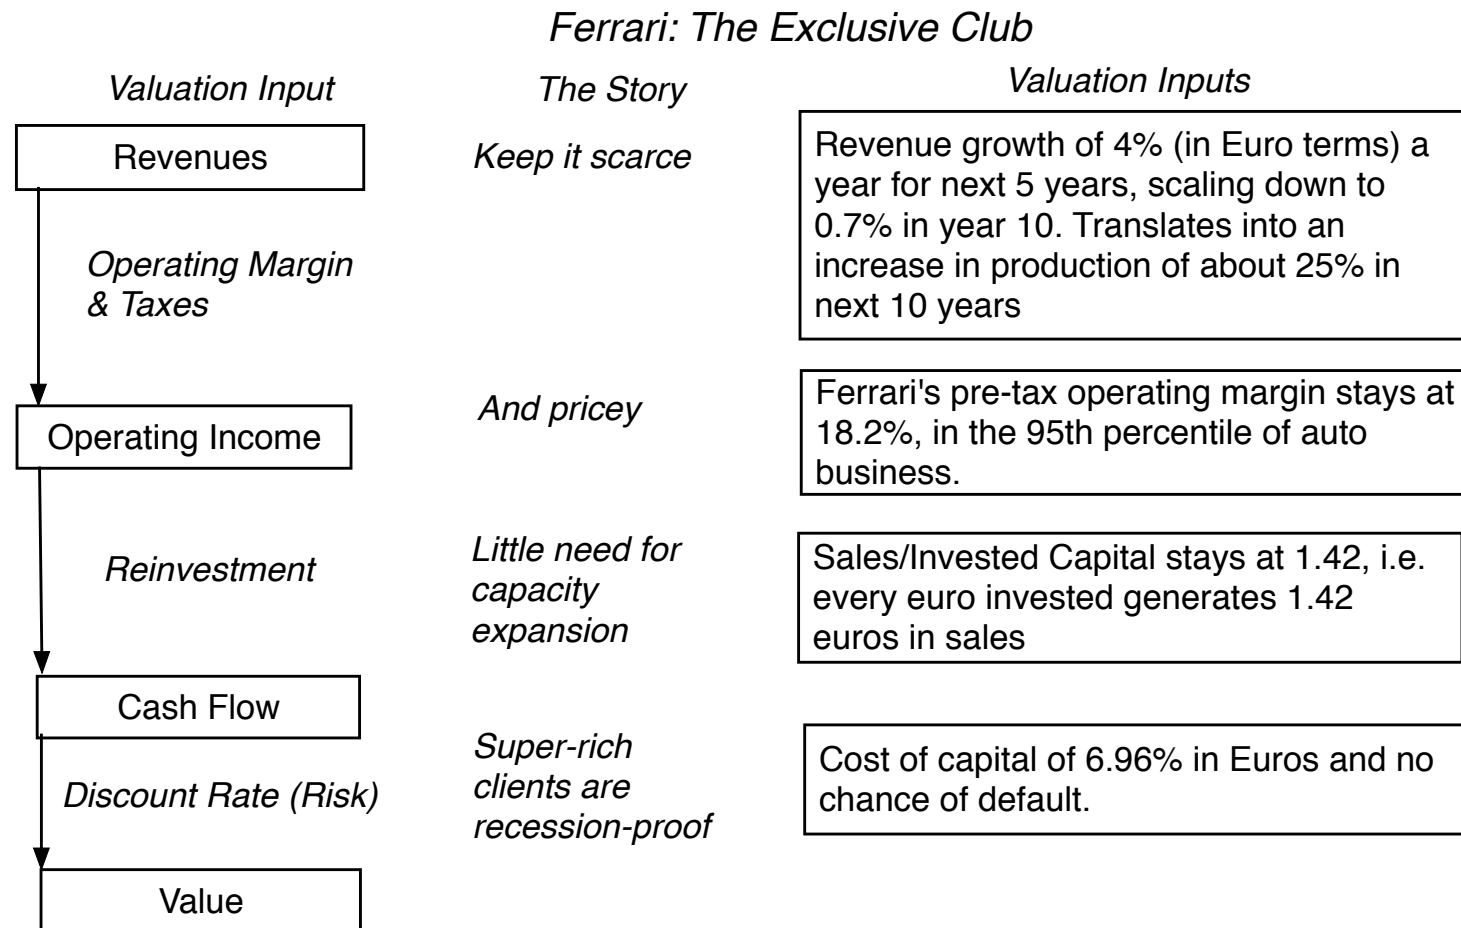 Ferrari: The Exclusive Club
Valuation Input
The Story
Valuation Inputs
Revenues
Keep it scarce
Revenue growth of 4% (in Euro terms) a
year for next 5 years, scaling down to
0.7% in year 10. Translates into an
increase in production of about 25% in
next 10 years
Operating Margin
& Taxes
Operating Income
And pricey
Ferrari's pre-tax operating margin stays at
18.2%, in the 95th percentile of auto
business.
Reinvestment
Little need for
capacity
expansion
Sales/Invested Capital stays at 1.42, i.e.
every euro invested generates 1.42
euros in sales
Cash Flow
Discount Rate (Risk)
Super-rich
clients are
recession-proof
Cost of capital of 6.96% in Euros and no
chance of default.
Value